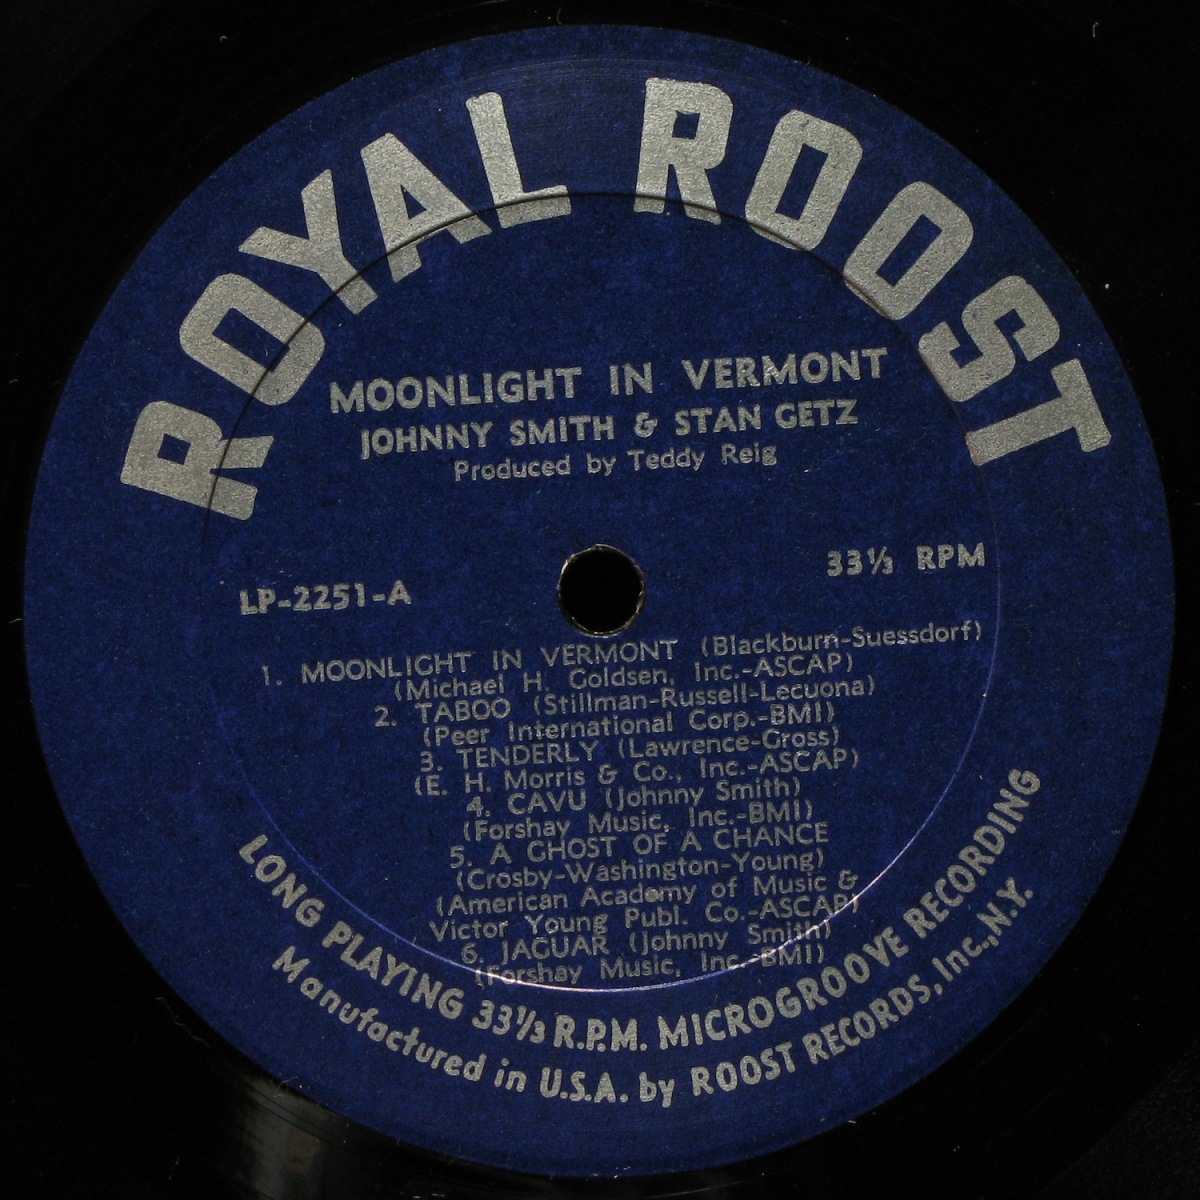 ROYAL ROOST
MOONLIGHT IN VERMONT
JOHNNY SMITH & STAN GETZ
Produced by Teddy Reig
33⅓ RPM
LP-2251-A
1. MOONLIGHT IN VERMONT (Blackburn-Suessdorf)
(Michael H. Goldsen, Inc.-ASCAP)
2. TABOO (Stillman-Russell-Lecuona)
(Peer International Corp.-BMI)
3. TENDERLY (Lawrence-Gross)
(E. H. Morris & Co., Inc.-ASCAP)
4. CAVU (Johnny Smith)
(Forshay Music, Inc.-BMI)
5. A GHOST OF A CHANCE
(Crosby-Washington-Young)
(American Academy of Music &
Victor Young Publ. Co.-ASCAP)
6. JAGUAR (Johnny Smith)
(Forshay Music, Inc.-BMI)
LONG PLAYING 33⅓ R.P.M. MICROGROOVE RECORDING
Manufactured in U.S.A. by ROOST RECORDS, Inc., N.Y.